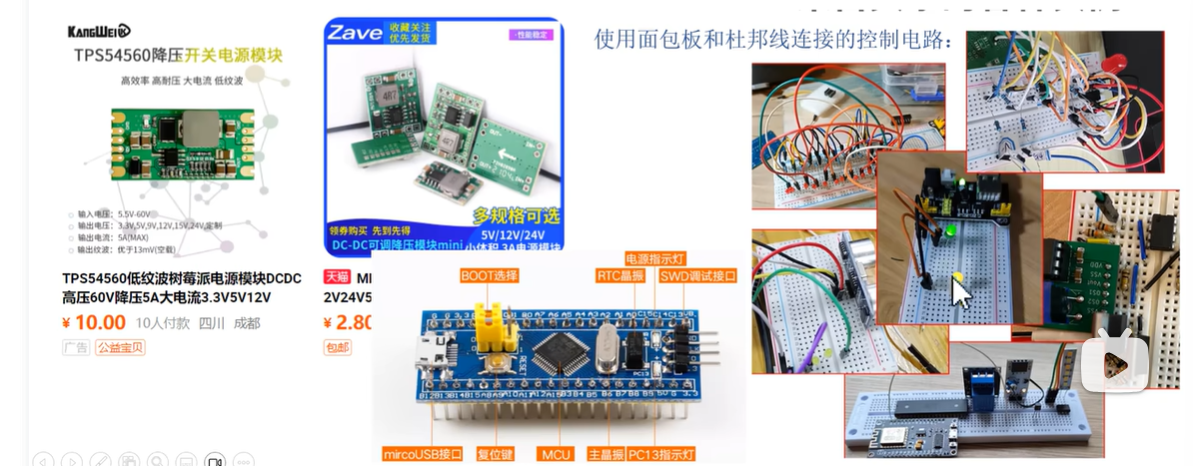 KANGWEI
TPS54560降压开关电源模块
高效率 高耐压 大电流 低纹波
输入电压：5.5V-60V
输出电压：3.3V,5V,9V,12V,15V,24V,定制
输出电流：5A(MAX)
输出纹波：优于13mV(空载)
TPS54560低纹波树莓派电源模块DCDC
高压60V降压5A大电流3.3V5V12V
¥ 10.00 10人付款 四川 成都
广告 公益宝贝
Zave 收藏关注
优先发货
性能稳定
487
多规格可选
领券购买 先到先得
5V/12V/24V
DC-DC可调降压模块mini 小体积 3A电源模块
天猫 MI
2V24V5
¥ 2.80
包邮
使用面包板和杜邦线连接的控制电路：
BOOT选择
电源指示灯
RTC晶振
SWD调试接口
RESET
PC13
mircoUSB接口
复位键
MCU
主晶振
PC13指示灯
VDD
VSS
Vout
OS1
OS2